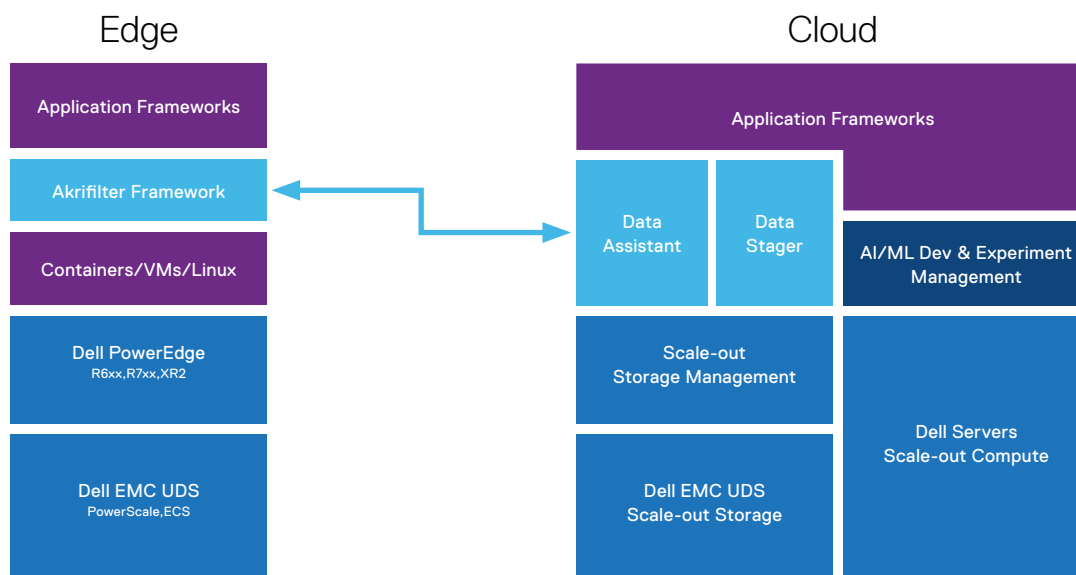 Edge
Application Frameworks
Akrifilter Framework
Containers/VMs/Linux
Dell PowerEdge
R6xx,R7xx,XR2
Dell EMC UDS
PowerScale,ECS
Cloud
Application Frameworks
Data
Assistant
Data
Stager
AI/ML Dev & Experiment
Management
Scale-out
Storage Management
Dell EMC UDS
Scale-out Storage
Dell Servers
Scale-out Compute